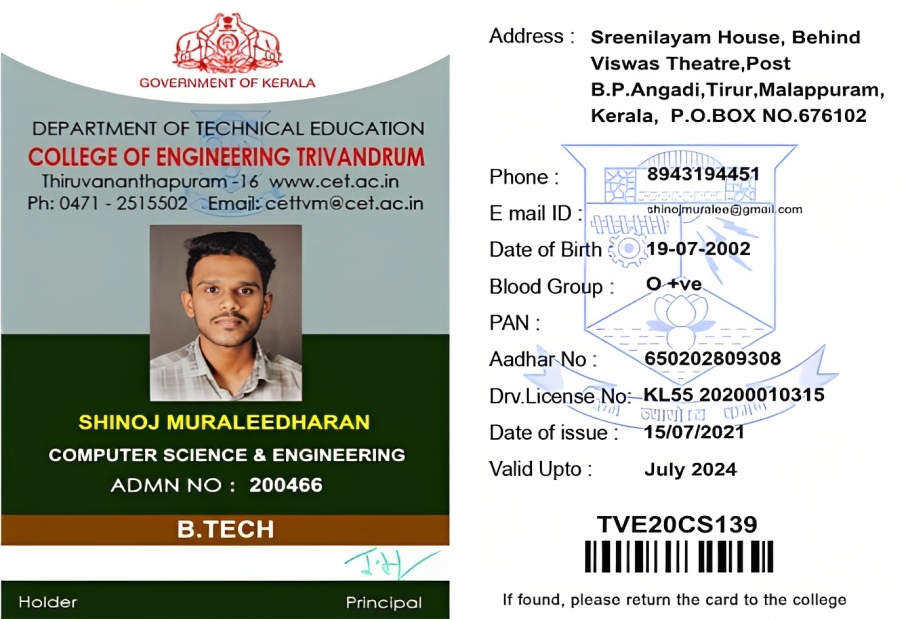 GOVERNMENT OF KERALA
DEPARTMENT OF TECHNICAL EDUCATION
COLLEGE OF ENGINEERING TRIVANDRUM
Thiruvananthapuram -16 www.cet.ac.in
Ph: 0471 - 2515502 Email: cettvm@cet.ac.in
SHINOJ MURALEEDHARAN
COMPUTER SCIENCE & ENGINEERING
ADMN NO : 200466
B.TECH
Holder Principal
Address : Sreenilayam House, Behind
Viswas Theatre,Post
B.P.Angadi,Tirur,Malappuram,
Kerala, P.O.BOX NO.676102
Phone : 8943194451
E mail ID : shinojmuralee@gmail.com
Date of Birth : 19-07-2002
Blood Group : O +ve
PAN :
Aadhar No : 650202809308
Drv.License No: KL55 20200010315
Date of issue : 15/07/2021
Valid Upto : July 2024
TVE20CS139
If found, please return the card to the college